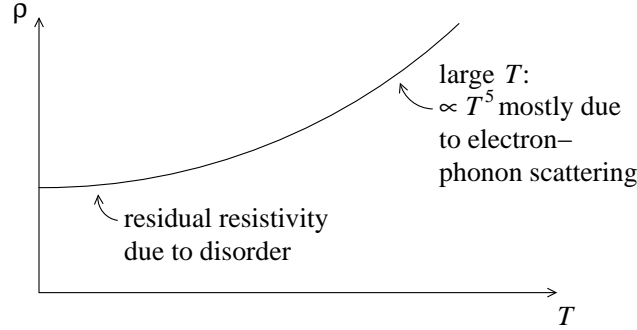 ρ
large T:
∝ T⁵ mostly due
to electron–
phonon scattering
residual resistivity
due to disorder
T